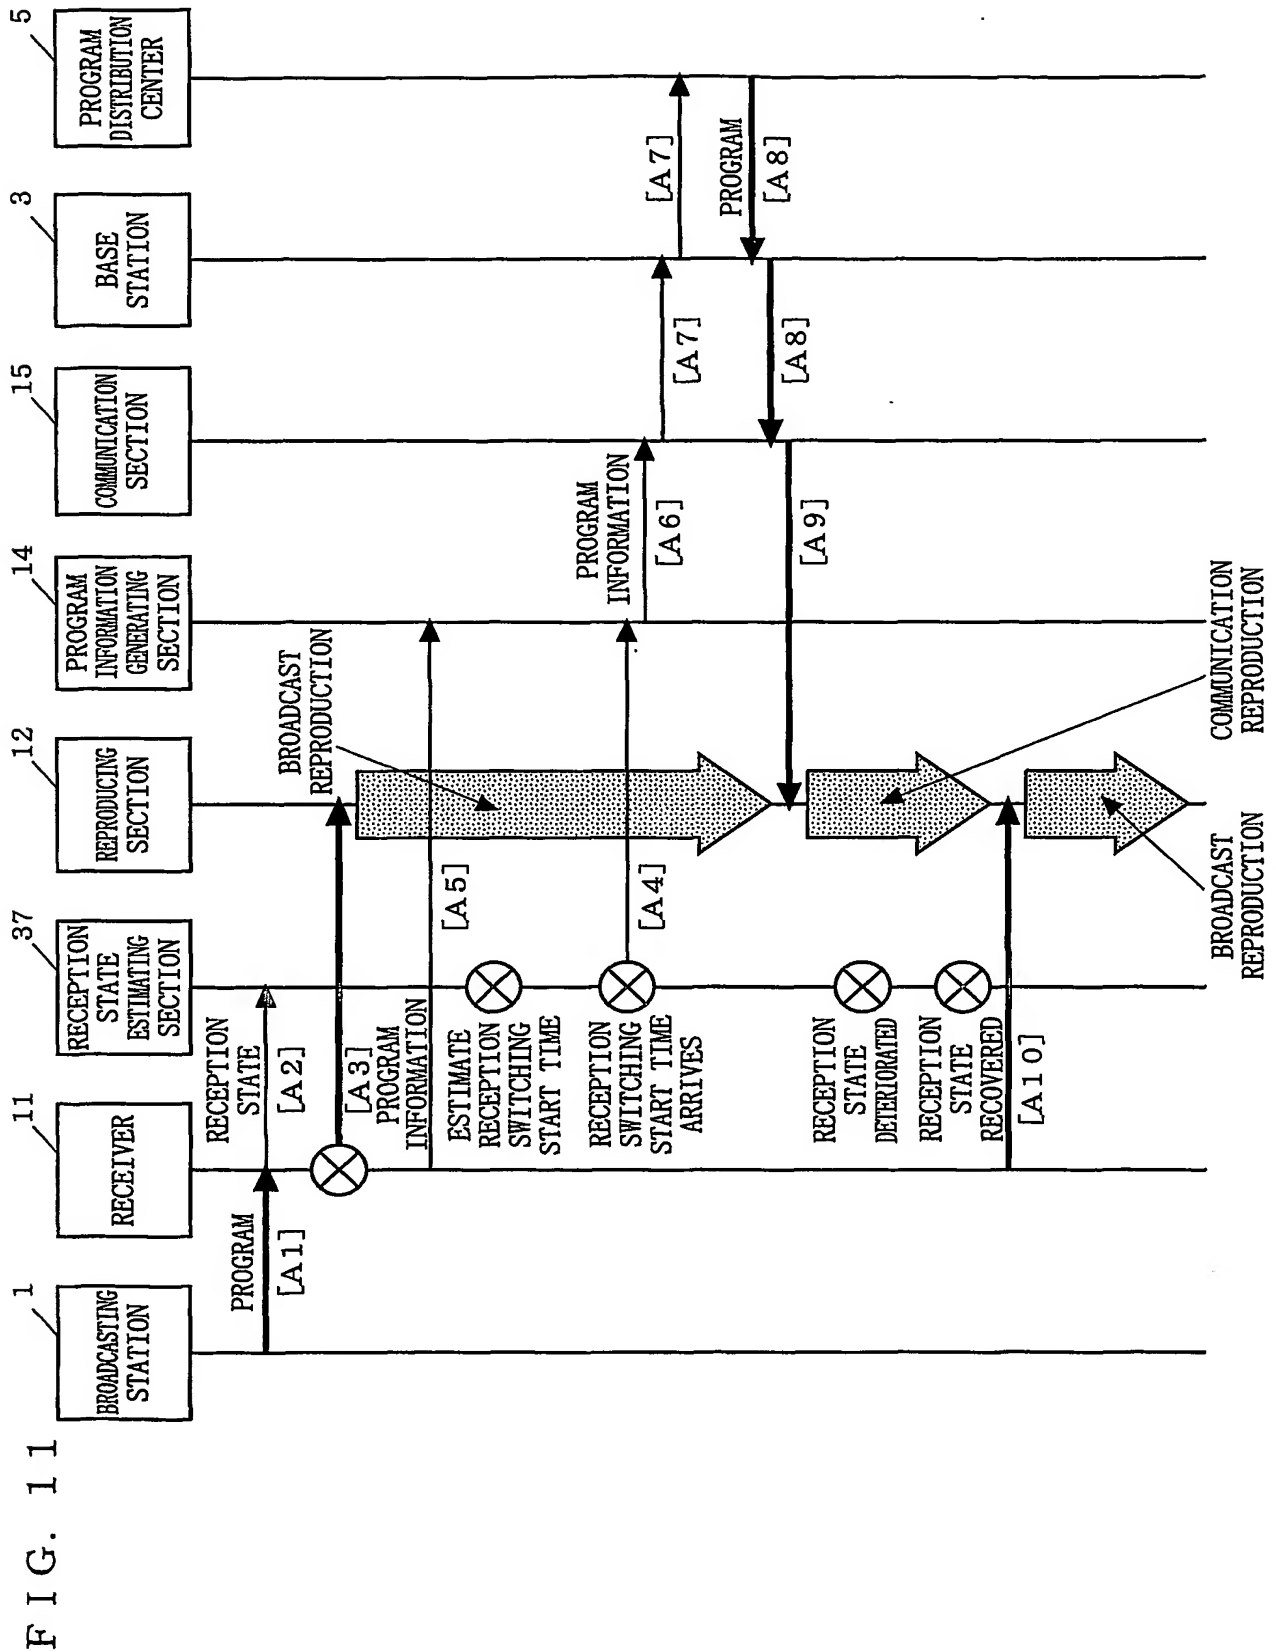 FIG. 11
1
BROADCASTING
STATION
11
RECEIVER
37
RECEPTION
STATE
ESTIMATING
SECTION
12
REPRODUCING
SECTION
14
PROGRAM
INFORMATION
GENERATING
SECTION
15
COMMUNICATION
SECTION
3
BASE
STATION
5
PROGRAM
DISTRIBUTION
CENTER
PROGRAM
[A1]
RECEPTION
STATE
[A2]
[A3]
PROGRAM
INFORMATION
BROADCAST
REPRODUCTION
[A5]
ESTIMATE
RECEPTION
SWITCHING
START TIME
RECEPTION
SWITCHING
START TIME
ARRIVES
[A4]
PROGRAM
INFORMATION
[A6]
[A7]
[A7]
PROGRAM
[A8]
[A8]
[A9]
RECEPTION
STATE
DETERIORATED
RECEPTION
STATE
RECOVERED
[A10]
BROADCAST
REPRODUCTION
COMMUNICATION
REPRODUCTION